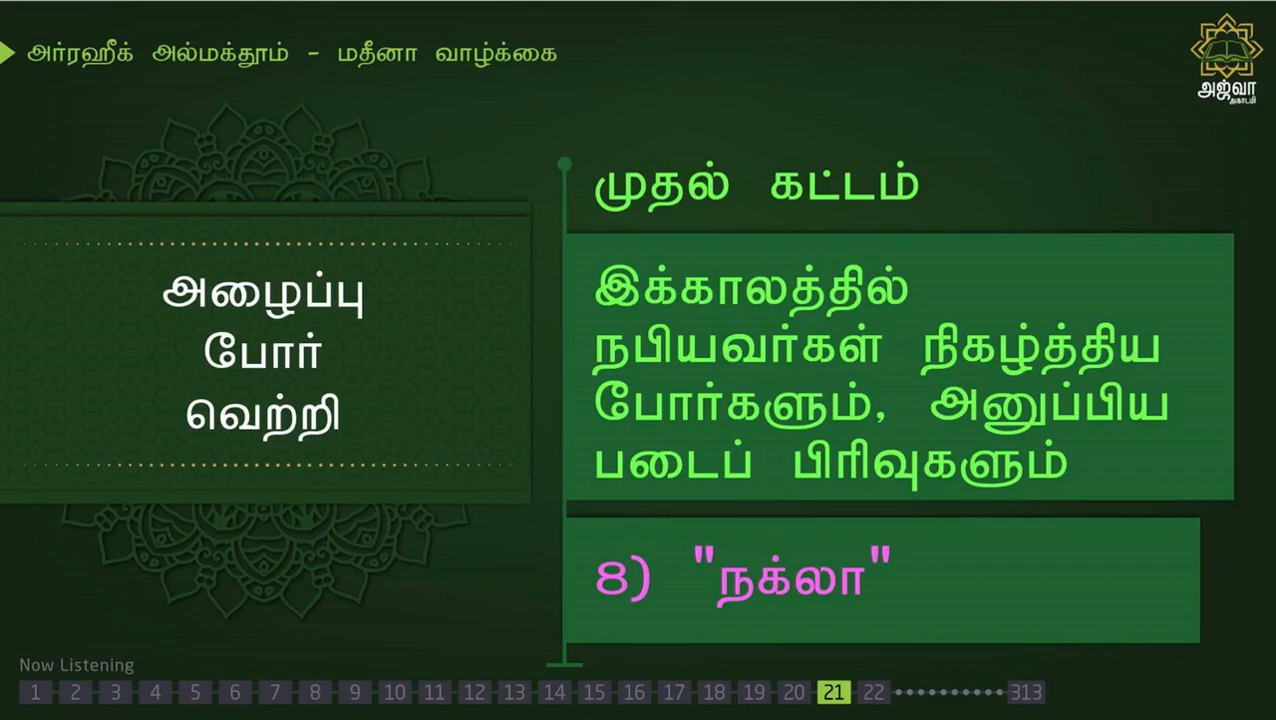 அர்ரஹீக் அல்மக்தூம் - மதீனா வாழ்க்கை
அஜ்வா
அகாடமி
அழைப்பு
போர்
வெற்றி
முதல் கட்டம்
இக்காலத்தில்
நபியவர்கள் நிகழ்த்திய
போர்களும், அனுப்பிய
படைப் பிரிவுகளும்
8) "நக்லா"
Now Listening
1 2 3 4 5 6 7 8 9 10 11 12 13 14 15 16 17 18 19 20 21 22 313